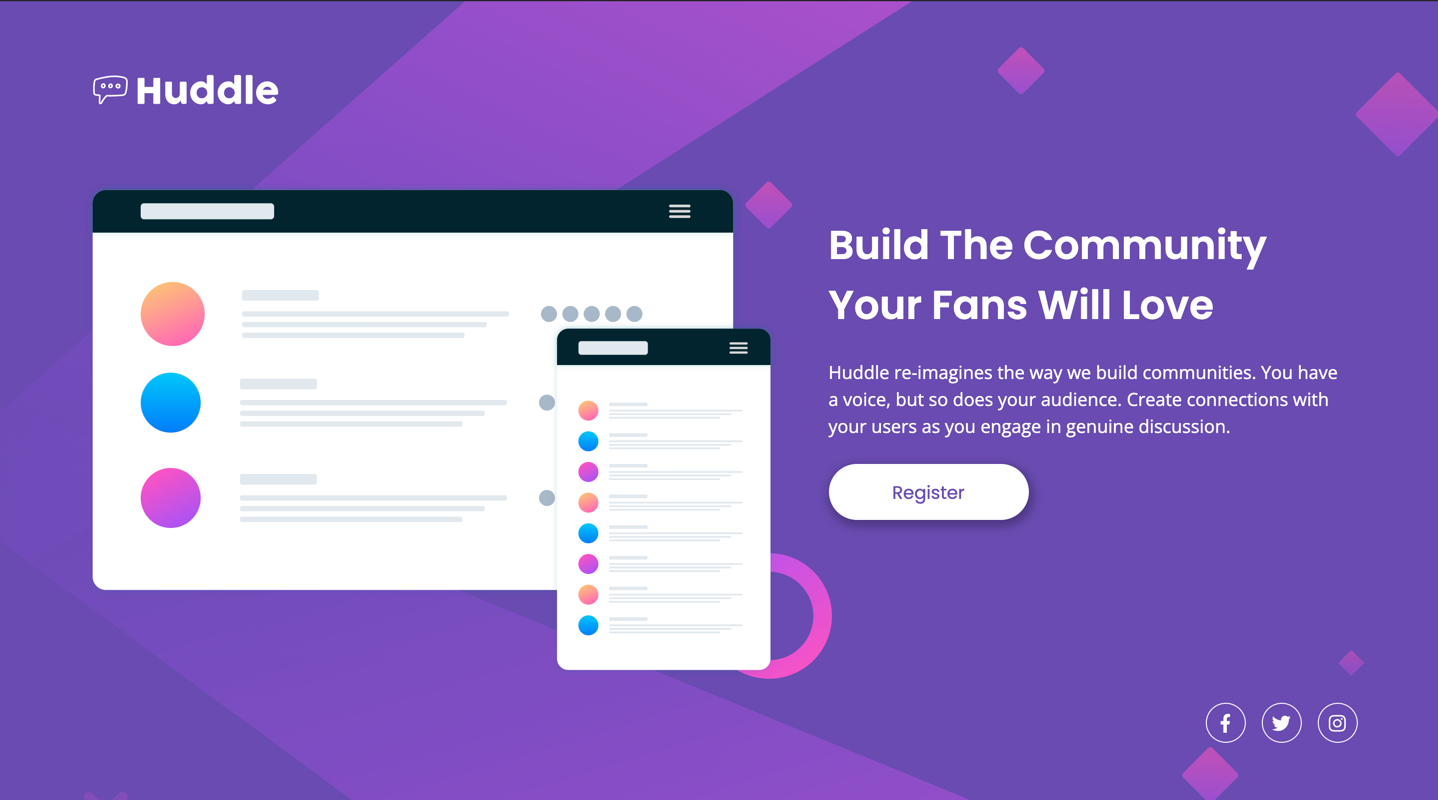 Huddle
Build The Community
Your Fans Will Love
Huddle re-imagines the way we build communities. You have
a voice, but so does your audience. Create connections with
your users as you engage in genuine discussion.
Register